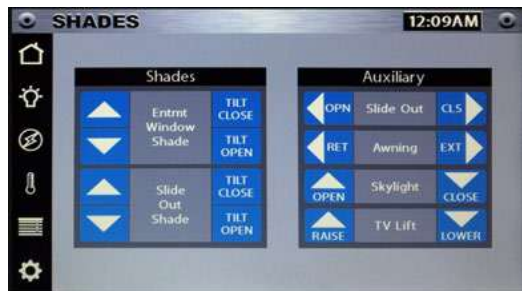 SHADES
12:09AM
Shades
Entmt
Window
Shade
TILT
CLOSE
TILT
OPEN
Slide
Out
Shade
TILT
CLOSE
TILT
OPEN
Auxiliary
OPN Slide Out CLS
RET Awning EXT
OPEN Skylight CLOSE
RAISE TV Lift LOWER